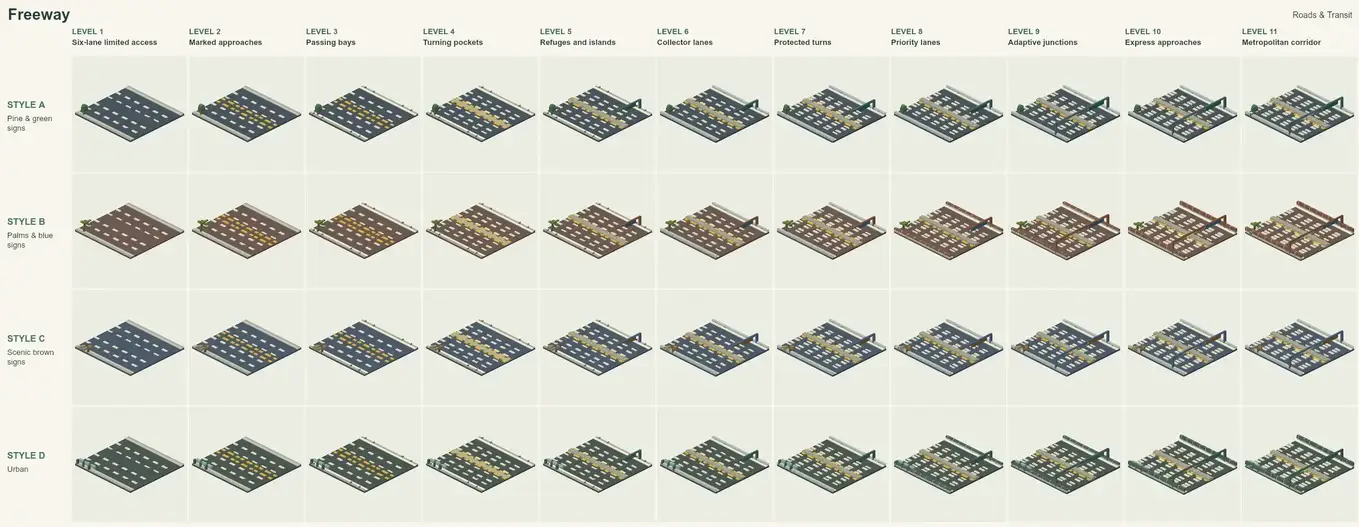 Freeway
Roads & Transit
LEVEL 1
Six-lane limited access
LEVEL 2
Marked approaches
LEVEL 3
Passing bays
LEVEL 4
Turning pockets
LEVEL 5
Refuges and islands
LEVEL 6
Collector lanes
LEVEL 7
Protected turns
LEVEL 8
Priority lanes
LEVEL 9
Adaptive junctions
LEVEL 10
Express approaches
LEVEL 11
Metropolitan corridor
STYLE A
Pine & green
signs
STYLE B
Palms & blue
signs
STYLE C
Scenic brown
signs
STYLE D
Urban